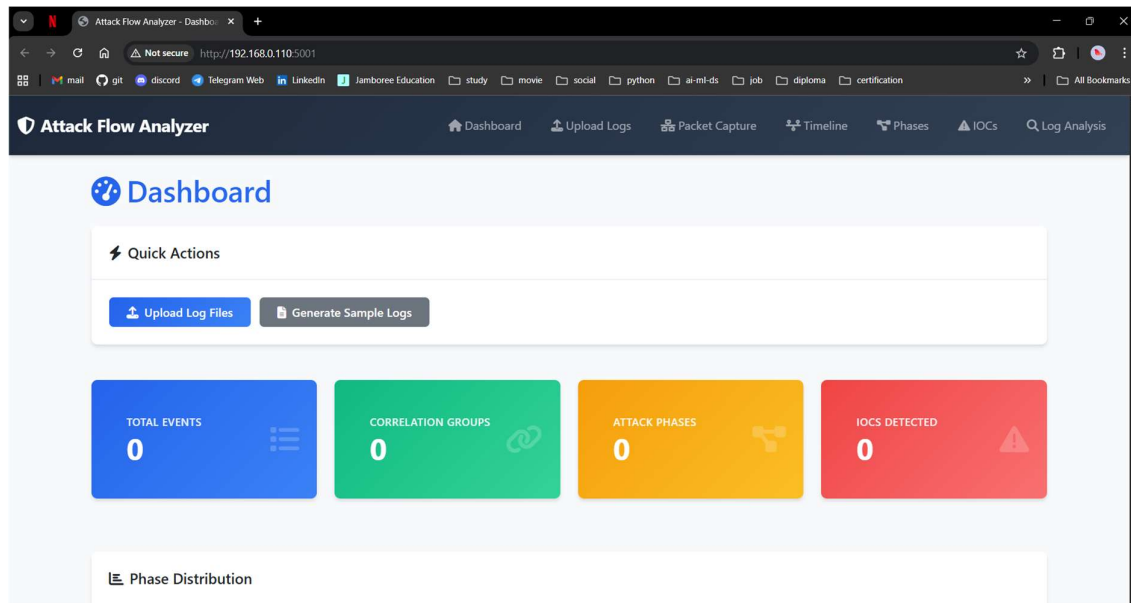 N Attack Flow Analyzer - Dashboa
Not secure http://192.168.0.110:5001
mail git discord Telegram Web LinkedIn Jamboree Education study movie social python ai-ml-ds job diploma certification » All Bookmarks
Attack Flow Analyzer Dashboard Upload Logs Packet Capture Timeline Phases IOCs Log Analysis
Dashboard
Quick Actions
Upload Log Files Generate Sample Logs
TOTAL EVENTS CORRELATION GROUPS ATTACK PHASES IOCS DETECTED
0 0 0 0
Phase Distribution